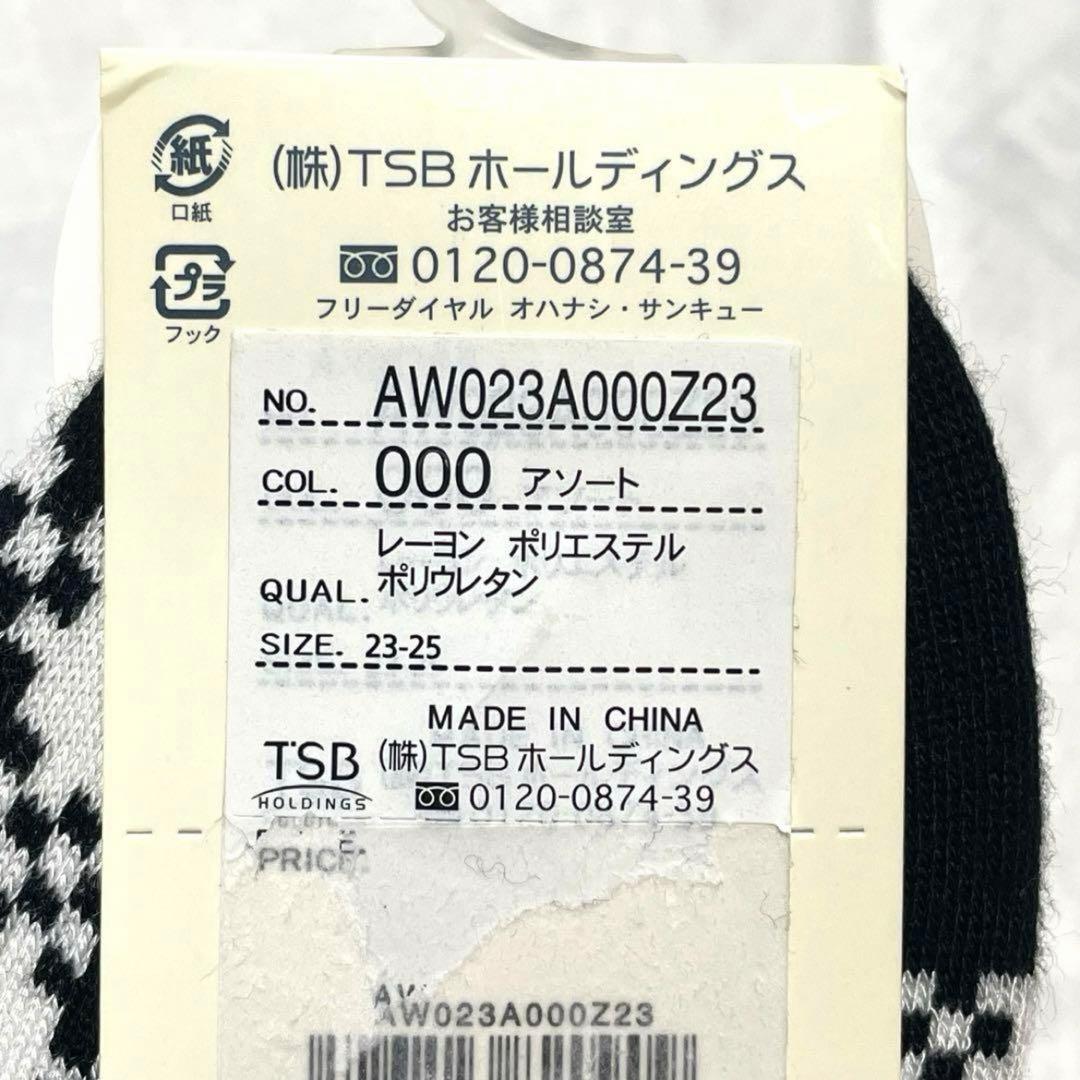 紙
口紙
プラ
フック
(株)TSBホールディングス
お客様相談室
0120-0874-39
フリーダイヤル オハナシ・サンキュー
NO. AW023A000Z23
COL. 000 アソート
QUAL. レーヨン ポリエステル
ポリウレタン
SIZE. 23-25
MADE IN CHINA
TSB HOLDINGS
(株)TSBホールディングス
0120-0874-39
PRICE.
AW023A000Z23